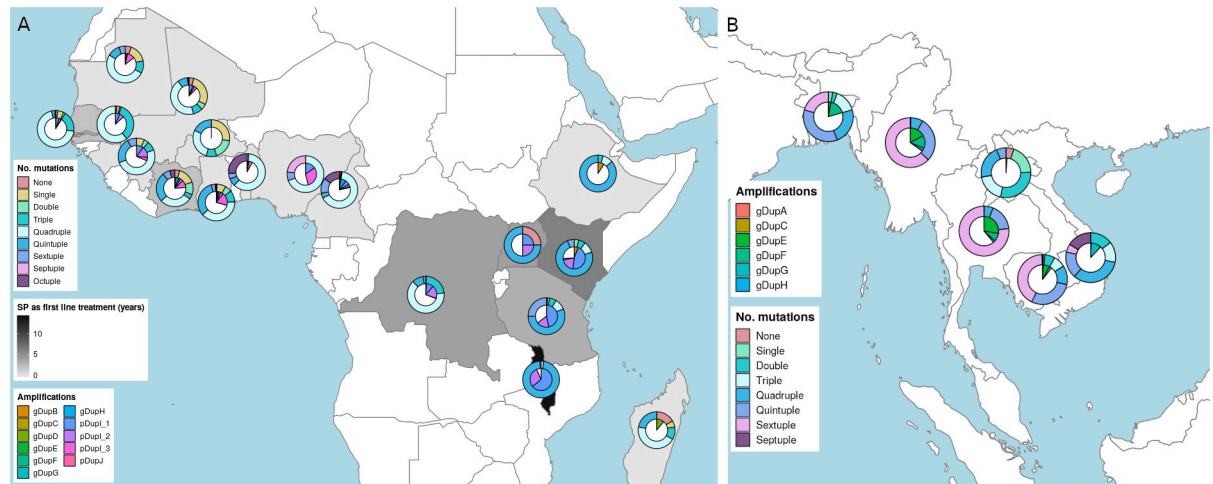 A
No. mutations
None
Single
Double
Triple
Quadruple
Quintuple
Sextuple
Septuple
Octuple
SP as first line treatment (years)
10
5
0
Amplifications
gDupB gDupH
gDupC pDupI_1
gDupD pDupI_2
gDupE pDupI_3
gDupF pDupJ
gDupG
B
Amplifications
gDupA
gDupC
gDupE
gDupF
gDupG
gDupH
No. mutations
None
Single
Double
Triple
Quadruple
Quintuple
Sextuple
Septuple